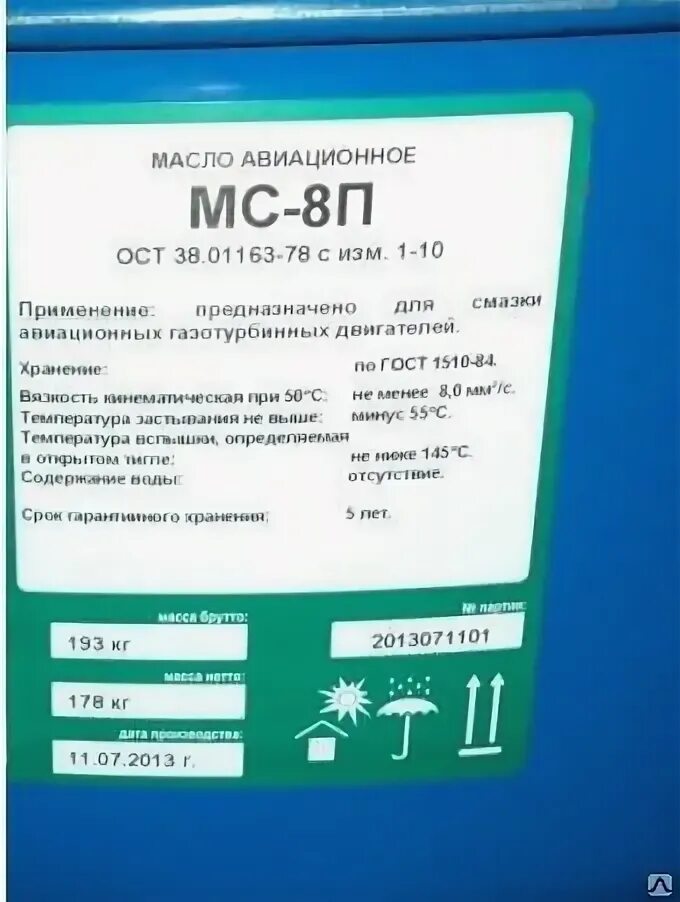 МАСЛО АВИАЦИОННОЕ
МС-8П
ОСТ 38.01163-78 с изм. 1-10
Применение: предназначено для смазки
авиационных газотурбинных двигателей.
Хранение: по ГОСТ 1510-84.
Вязкость кинематическая при 50°С: не менее 8,0 мм²/с.
Температура застывания не выше: минус 55°С.
Температура вспышки, определяемая
в открытом тигле: не ниже 145°С.
Содержание воды: отсутствие.
Срок гарантийного хранения: 5 лет.
масса брутто:
193 кг
№ партии:
2013071101
масса нетто:
178 кг
дата производства:
11.07.2013 г.